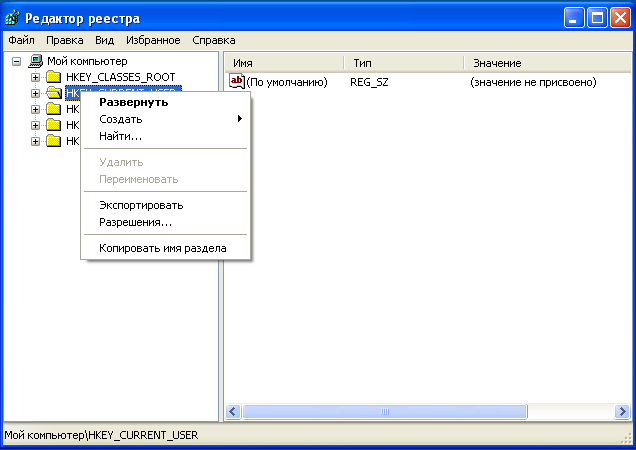 Редактор реестра
Файл Правка Вид Избранное Справка
Мой компьютер
HKEY_CLASSES_ROOT
HK
HK
HK
Развернуть
Создать
Найти...
Удалить
Переименовать
Экспортировать
Разрешения...
Копировать имя раздела
Имя Тип Значение
ab (По умолчанию) REG_SZ (значение не присвоено)
Мой компьютер\HKEY_CURRENT_USER